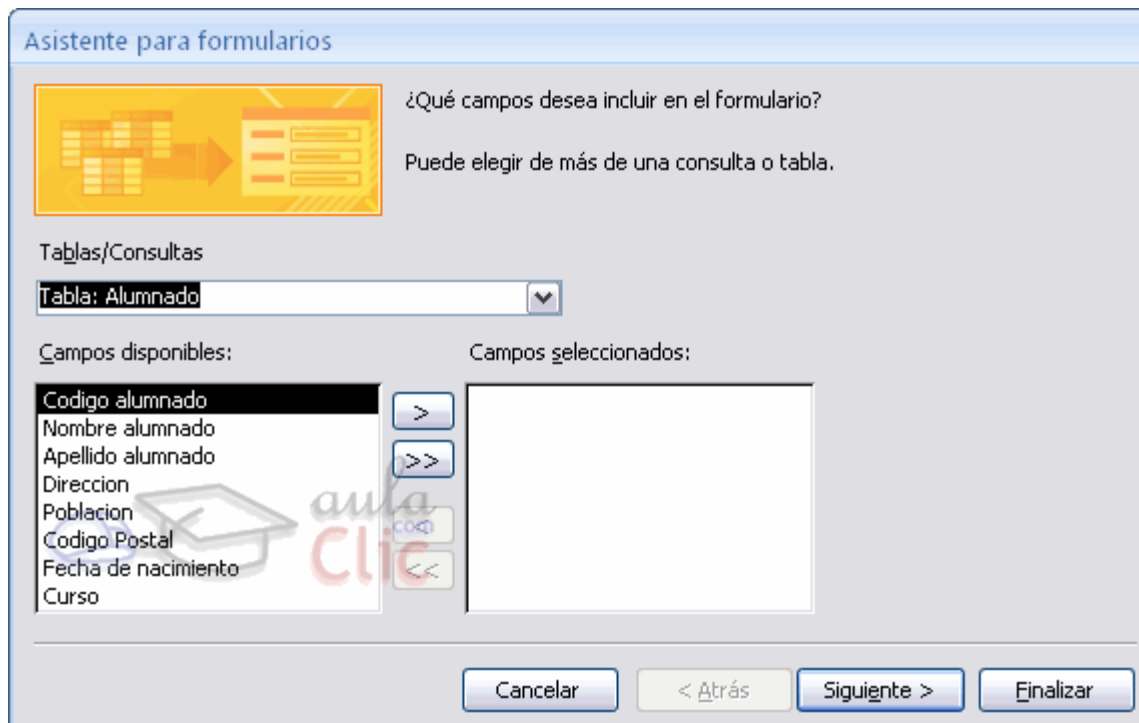 Asistente para formularios
¿Qué campos desea incluir en el formulario?
Puede elegir de más de una consulta o tabla.
Tablas/Consultas
Tabla: Alumnado
Campos disponibles:
Campos seleccionados:
Codigo alumnado
Nombre alumnado
Apellido alumnado
Direccion
Poblacion
Codigo Postal
Fecha de nacimiento
Curso
>
>>
<<
aula
Clic
Cancelar
< Atrás
Siguiente >
Finalizar